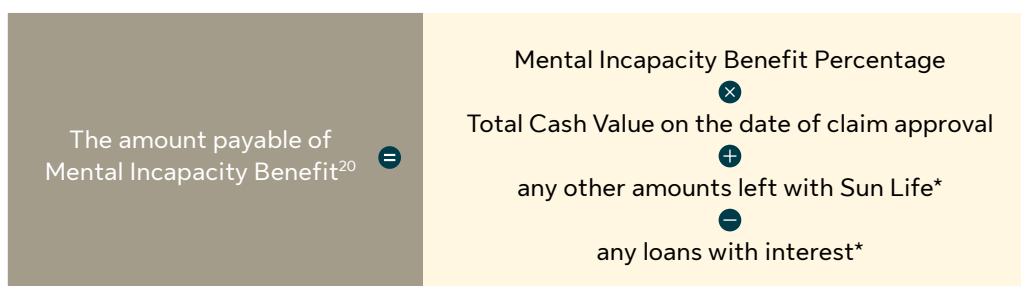 The amount payable of
Mental Incapacity Benefit20
=
Mental Incapacity Benefit Percentage
×
Total Cash Value on the date of claim approval
+
any other amounts left with Sun Life*
−
any loans with interest*